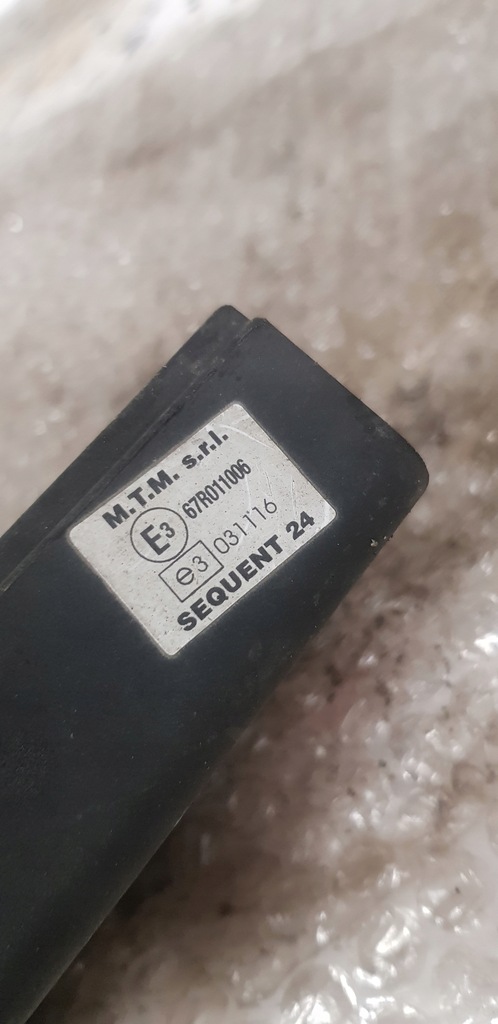 M.T.M. s.r.l.
E3 67R011006
e3 031116
SEQUENT 24